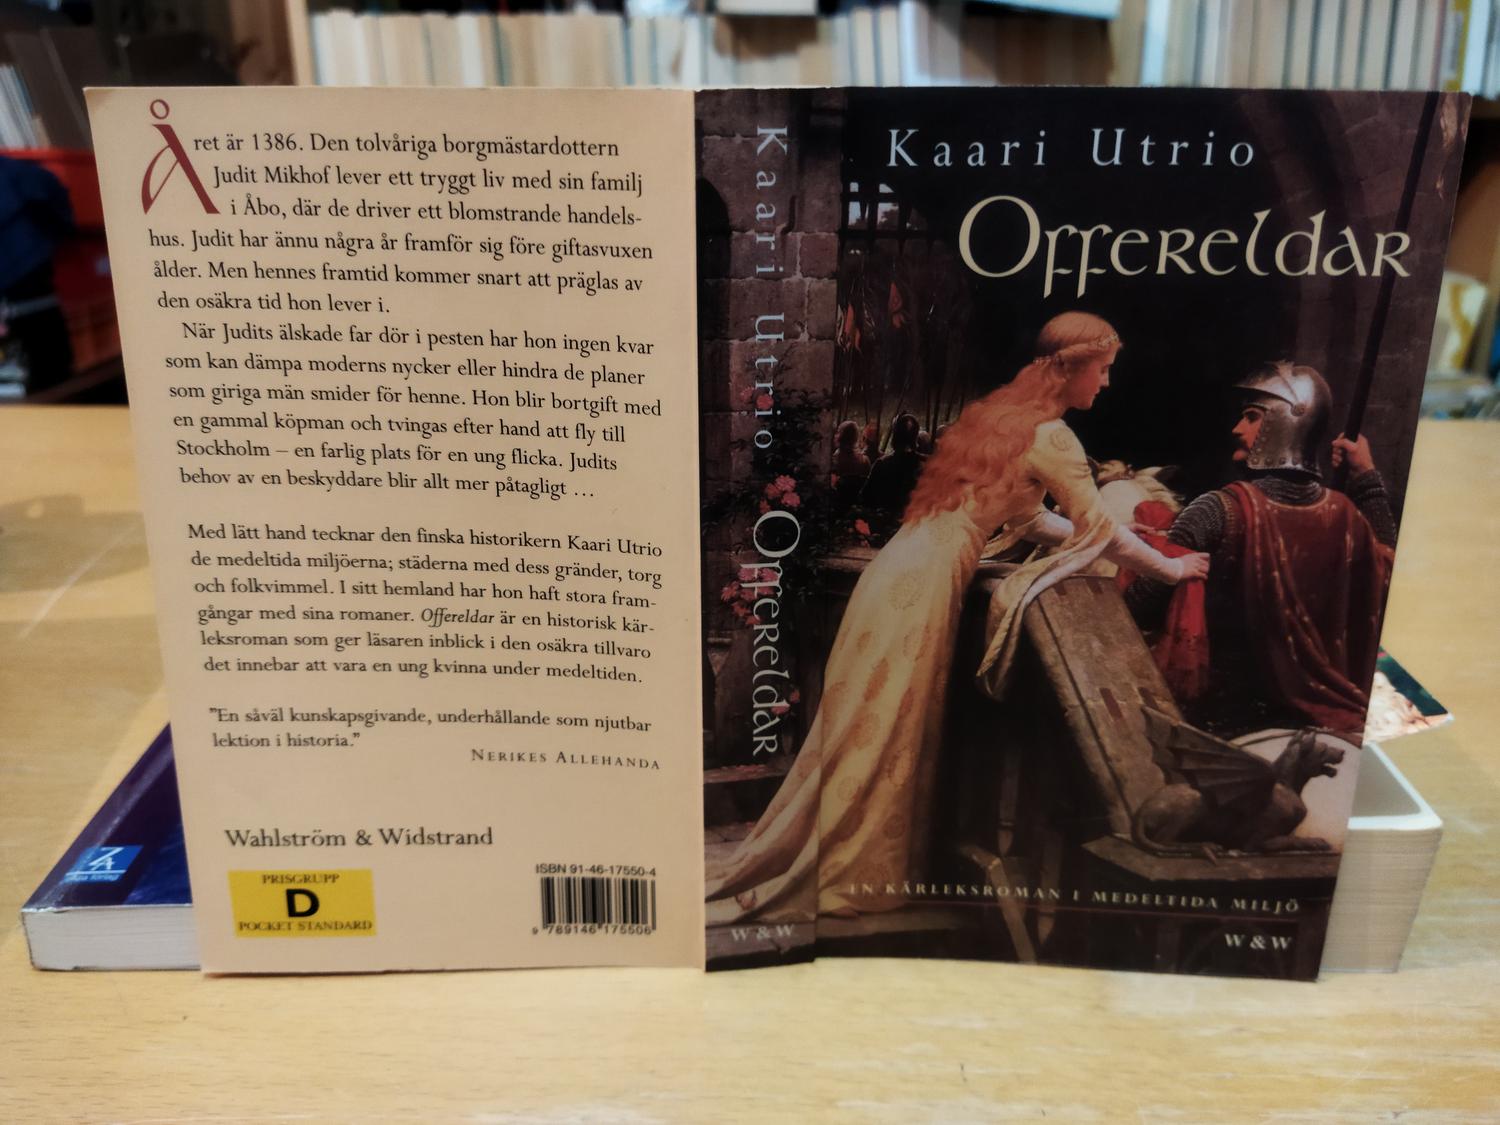 Året är 1386. Den tolvåriga borgmästardottern
Judit Mikhof lever ett tryggt liv med sin familj
i Åbo, där de driver ett blomstrande handels-
hus. Judit har ännu några år framför sig före giftasvuxen
ålder. Men hennes framtid kommer snart att präglas av
den osäkra tid hon lever i.
När Judits älskade far dör i pesten har hon ingen kvar
som kan dämpa moderns nycker eller hindra de planer
som giriga män smider för henne. Hon blir bortgift med
en gammal köpman och tvingas efter hand att fly till
Stockholm – en farlig plats för en ung flicka. Judits
behov av en beskyddare blir allt mer påtagligt ...
Med lätt hand tecknar den finska historikern Kaari Utrio
de medeltida miljöerna; städerna med dess gränder, torg
och folkvimmel. I sitt hemland har hon haft stora fram-
gångar med sina romaner. Offereldar är en historisk kär-
leksroman som ger läsaren inblick i den osäkra tillvaro
det innebar att vara en ung kvinna under medeltiden.
”En såväl kunskapsgivande, underhållande som njutbar
lektion i historia.”
NERIKES ALLEHANDA
Wahlström & Widstrand
PRISGRUPP
D
POCKET STANDARD
ISBN 91-46-17550-4
9 789146 175506
Kaari Utrio Offereldar
W&W
Kaari Utrio
Offereldar
EN KÄRLEKSROMAN I MEDELTIDA MILJÖ
W&W